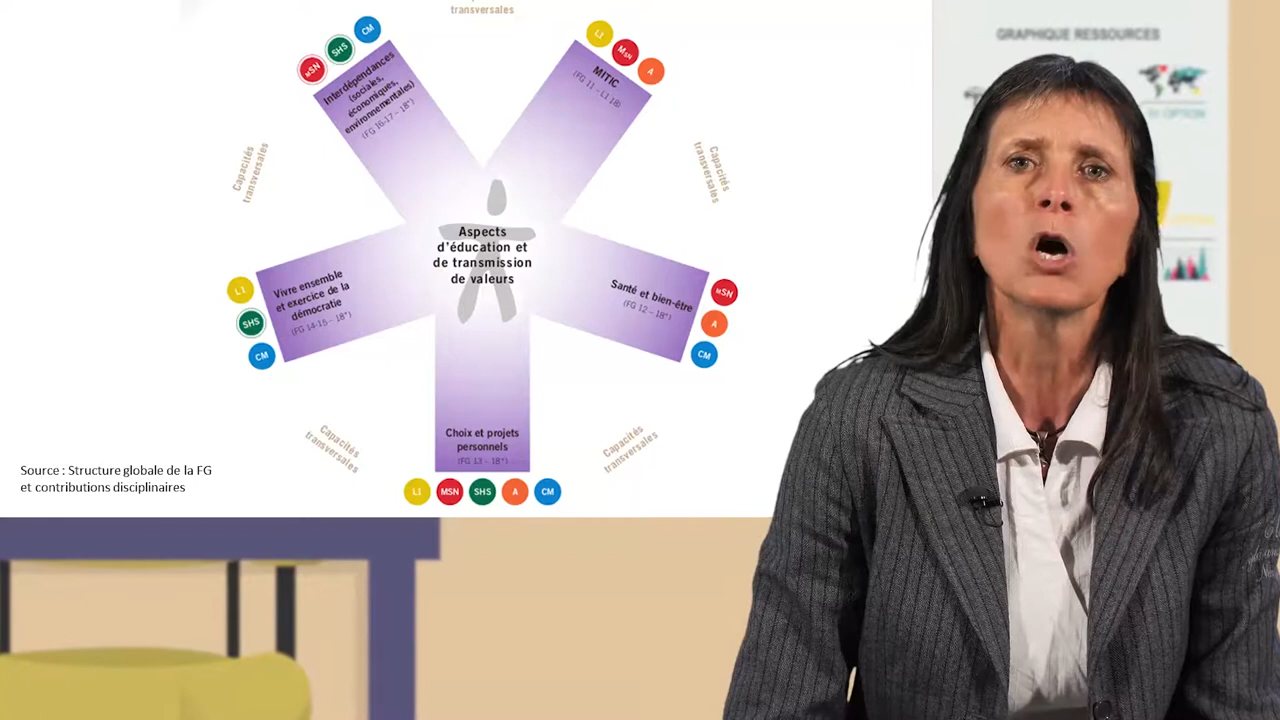 transversales
CM
SHS
MSN
Interdépendances
(sociales,
économiques,
environnementales)
(FG 16-17 – 18*)
L1
MSN
A
MITIC
(FG 11 – L1 18)
GRAPHIQUE RESSOURCES
OPTION
Capacités
transversales
Capacités
transversales
Aspects
d'éducation et
de transmission
de valeurs
L1
SHS
CM
Vivre ensemble
et exercice de la
démocratie
(FG 14-15 – 18*)
Santé et bien-être
(FG 12 – 18*)
MSN
A
CM
Capacités
transversales
Capacités
transversales
Choix et projets
personnels
(FG 13 – 18*)
L1 MSN SHS A CM
Source : Structure globale de la FG
et contributions disciplinaires